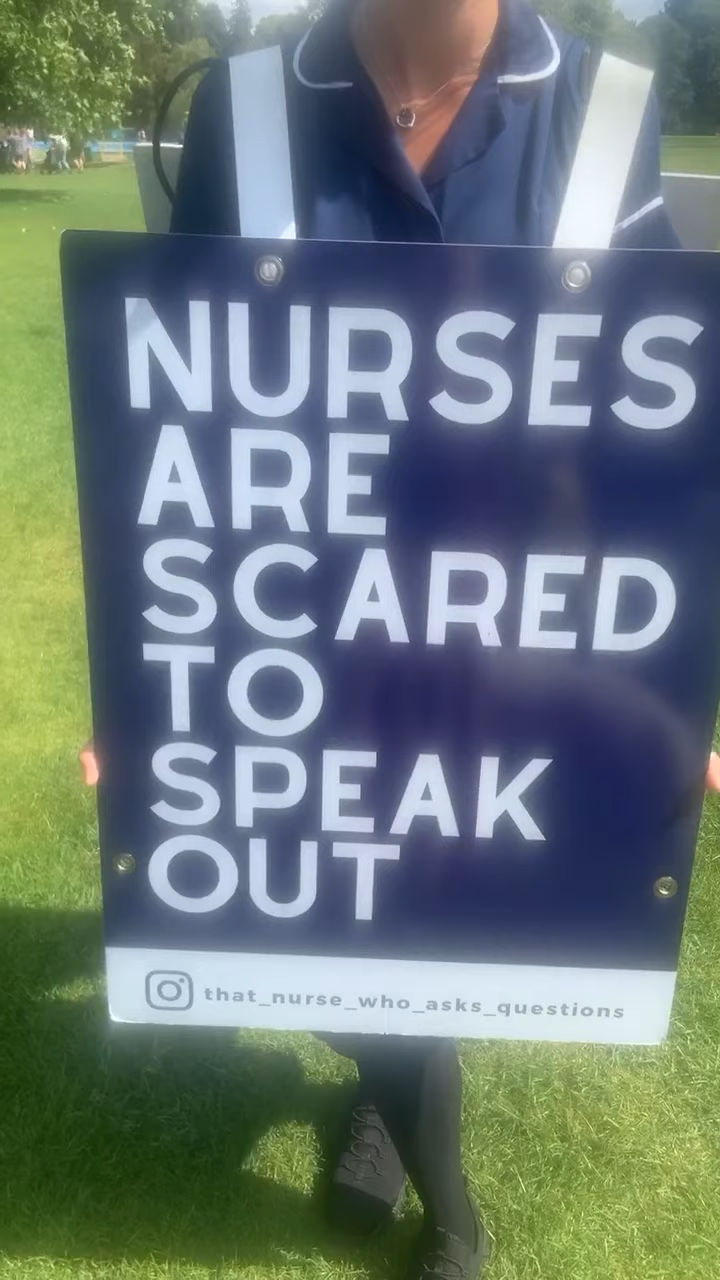 NURSES
ARE
SCARED
TO
SPEAK
OUT
that_nurse_who_asks_questions